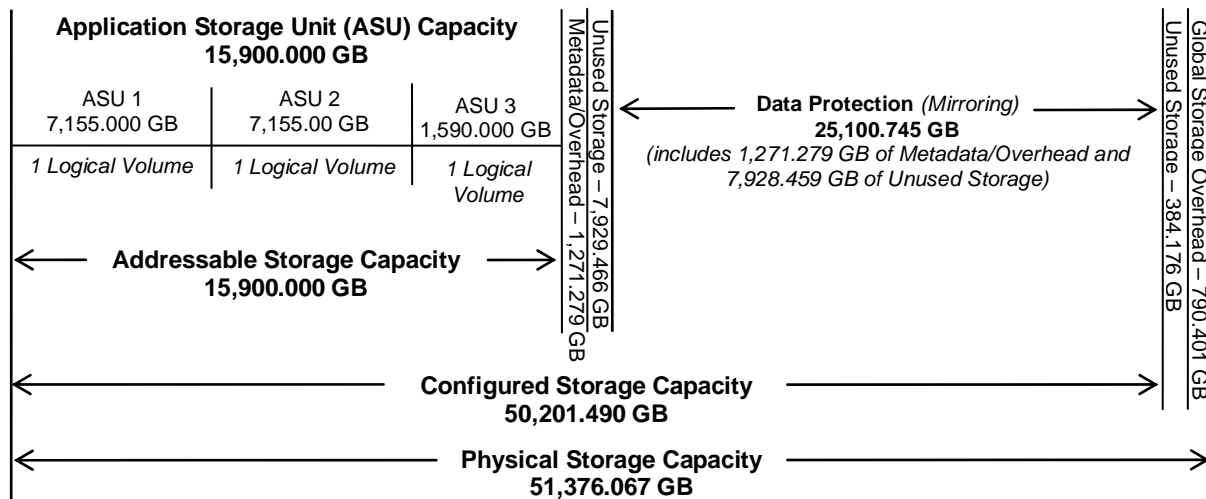 Application Storage Unit (ASU) Capacity
15,900.000 GB
ASU 1
7,155.000 GB
ASU 2
7,155.00 GB
ASU 3
1,590.000 GB
1 Logical Volume
1 Logical Volume
1 Logical
Volume
Addressable Storage Capacity
15,900.000 GB
Metadata/Overhead – 1,271.279 GB
Unused Storage – 7,929.466 GB
Data Protection (Mirroring)
25,100.745 GB
(includes 1,271.279 GB of Metadata/Overhead and
7,928.459 GB of Unused Storage)
Unused Storage – 384.176 GB
Global Storage Overhead – 790.401 GB
Configured Storage Capacity
50,201.490 GB
Physical Storage Capacity
51,376.067 GB